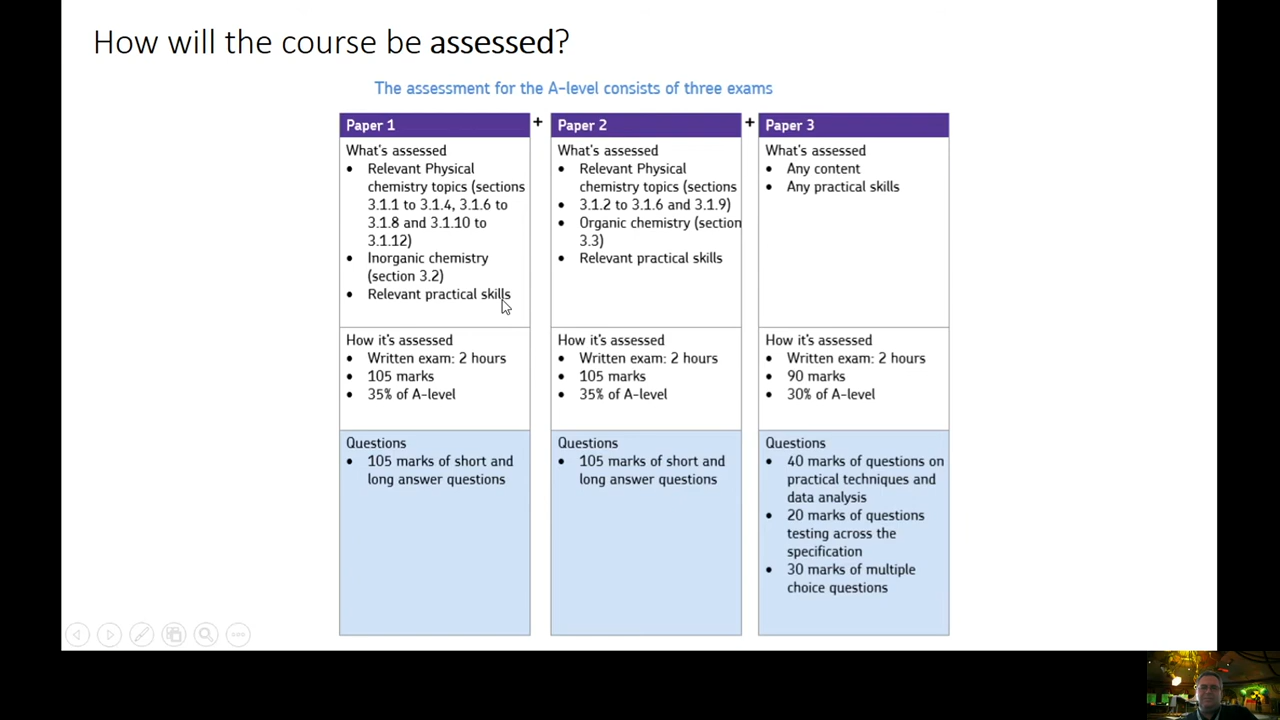 How will the course be assessed?
The assessment for the A-level consists of three exams
Paper 1
What's assessed
• Relevant Physical
chemistry topics (sections
3.1.1 to 3.1.4, 3.1.6 to
3.1.8 and 3.1.10 to
3.1.12)
• Inorganic chemistry
(section 3.2)
• Relevant practical skills
How it's assessed
• Written exam: 2 hours
• 105 marks
• 35% of A-level
Questions
• 105 marks of short and
long answer questions
+
Paper 2
What's assessed
• Relevant Physical
chemistry topics (sections
• 3.1.2 to 3.1.6 and 3.1.9)
• Organic chemistry (section
3.3)
• Relevant practical skills
How it's assessed
• Written exam: 2 hours
• 105 marks
• 35% of A-level
Questions
• 105 marks of short and
long answer questions
+
Paper 3
What's assessed
• Any content
• Any practical skills
How it's assessed
• Written exam: 2 hours
• 90 marks
• 30% of A-level
Questions
• 40 marks of questions on
practical techniques and
data analysis
• 20 marks of questions
testing across the
specification
• 30 marks of multiple
choice questions